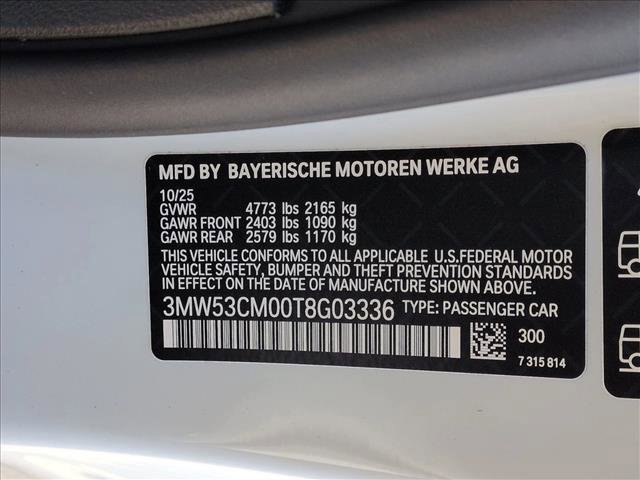 MFD BY BAYERISCHE MOTOREN WERKE AG
10/25
GVWR 4773 lbs 2165 kg
GAWR FRONT 2403 lbs 1090 kg
GAWR REAR 2579 lbs 1170 kg
THIS VEHICLE CONFORMS TO ALL APPLICABLE U.S.FEDERAL MOTOR
VEHICLE SAFETY, BUMPER AND THEFT PREVENTION STANDARDS
IN EFFECT ON THE DATE OF MANUFACTURE SHOWN ABOVE.
3MW53CM00T8G03336 TYPE: PASSENGER CAR
300
7 315 814